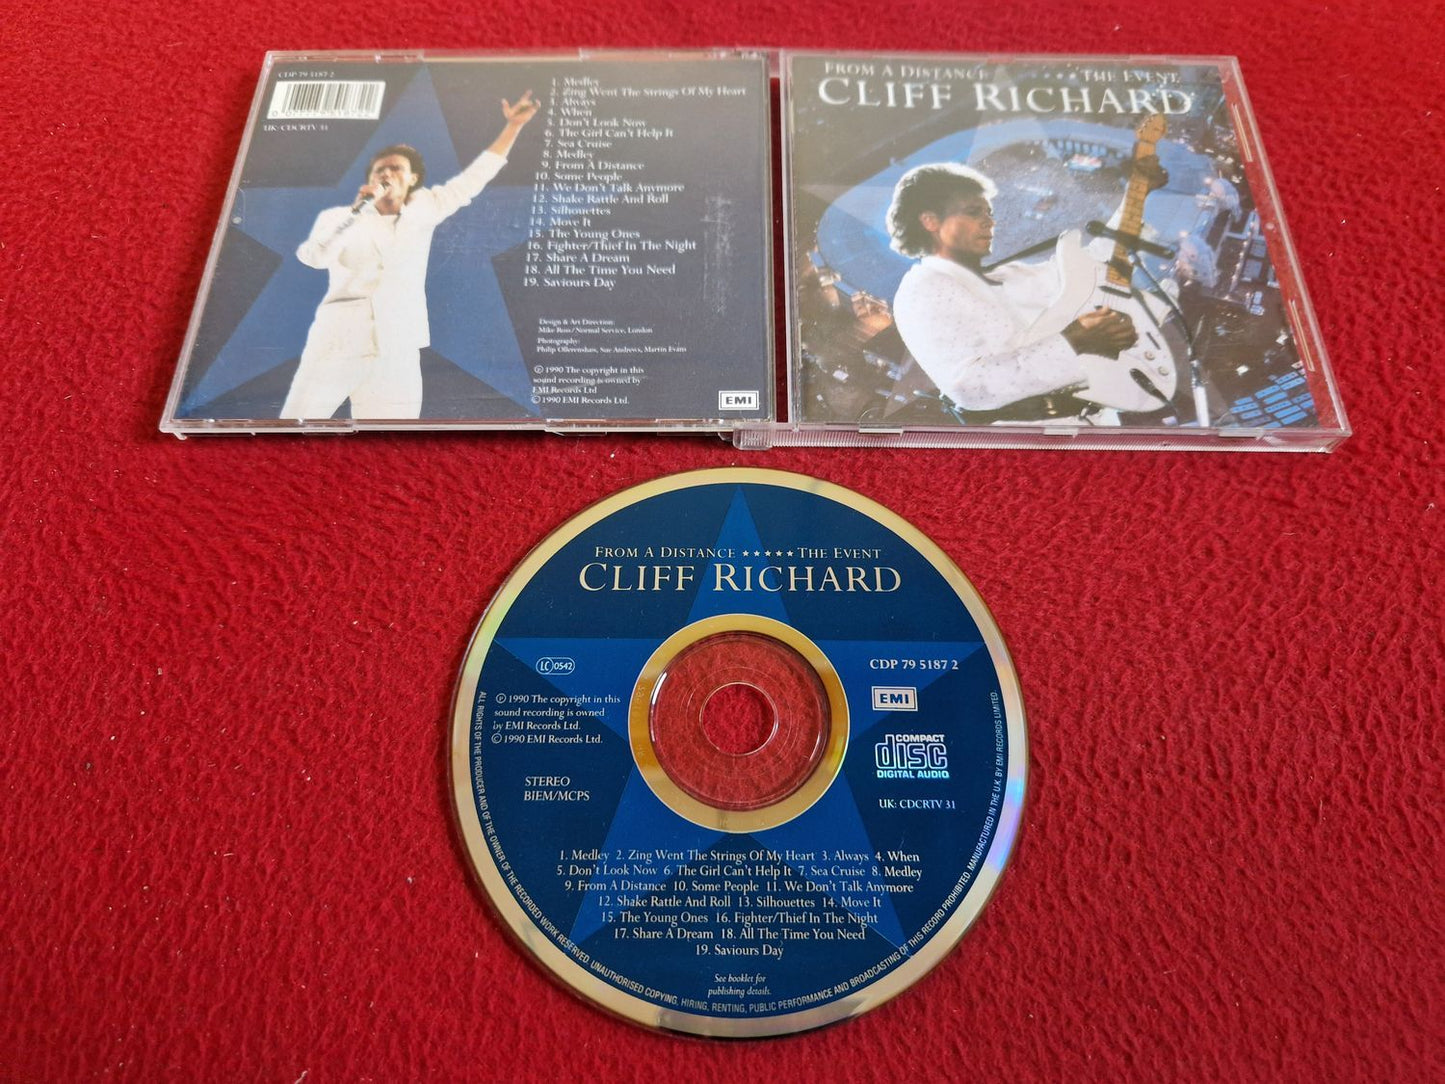 CDP 79 5187 2
UK: CDCRTV 31
1. Medley
2. Zing Went The Strings Of My Heart
3. Always
4. When
5. Don't Look Now
6. The Girl Can't Help It
7. Sea Cruise
8. Medley
9. From A Distance
10. Some People
11. We Don't Talk Anymore
12. Shake Rattle And Roll
13. Silhouettes
14. Move It
15. The Young Ones
16. Fighter/Thief In The Night
17. Share A Dream
18. All The Time You Need
19. Saviours Day
Design & Art Direction:
Mike Ross/Normal Service, London
Photography:
Philip Ollerenshaw, Sue Andrews, Martin Evans
℗ 1990 The copyright in this
sound recording is owned by
EMI Records Ltd
© 1990 EMI Records Ltd.
EMI
FROM A DISTANCE ★★★★★ THE EVENT
CLIFF RICHARD
FROM A DISTANCE ★★★★★ THE EVENT
CLIFF RICHARD
LC 0542
CDP 79 5187 2
EMI
℗ 1990 The copyright in this
sound recording is owned
by EMI Records Ltd.
© 1990 EMI Records Ltd.
COMPACT
disc
DIGITAL AUDIO
STEREO
BIEM/MCPS
UK: CDCRTV 31
1. Medley 2. Zing Went The Strings Of My Heart 3. Always 4. When
5. Don't Look Now 6. The Girl Can't Help It 7. Sea Cruise 8. Medley
9. From A Distance 10. Some People 11. We Don't Talk Anymore
12. Shake Rattle And Roll 13. Silhouettes 14. Move It
15. The Young Ones 16. Fighter/Thief In The Night
17. Share A Dream 18. All The Time You Need
19. Saviours Day
See booklet for
publishing details.
ALL RIGHTS OF THE PRODUCER AND OF THE OWNER OF THE RECORDED WORK RESERVED. UNAUTHORISED COPYING, HIRING, RENTING, PUBLIC PERFORMANCE AND BROADCASTING OF THIS RECORD PROHIBITED. MANUFACTURED IN THE U.K. BY EMI RECORDS LIMITED.